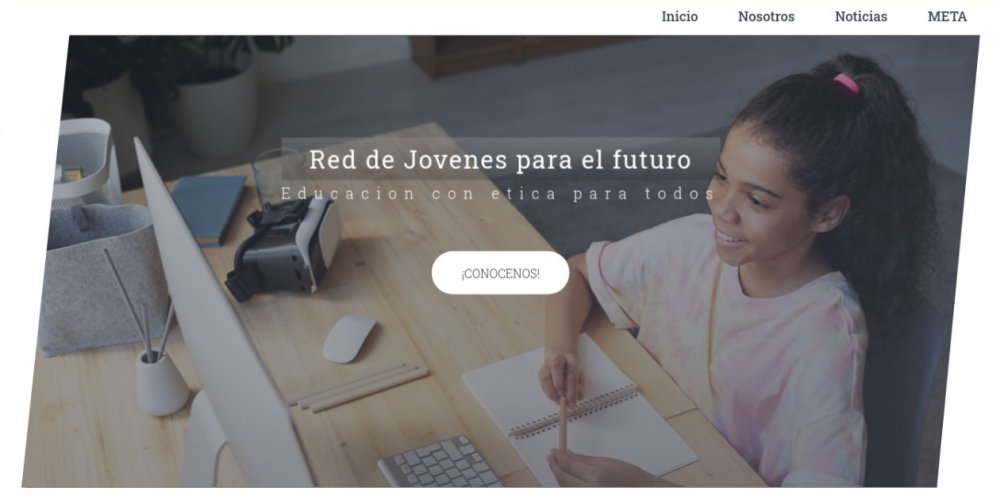 Inicio Nosotros Noticias META
Red de Jovenes para el futuro
Educacion con etica para todos
¡CONOCENOS!